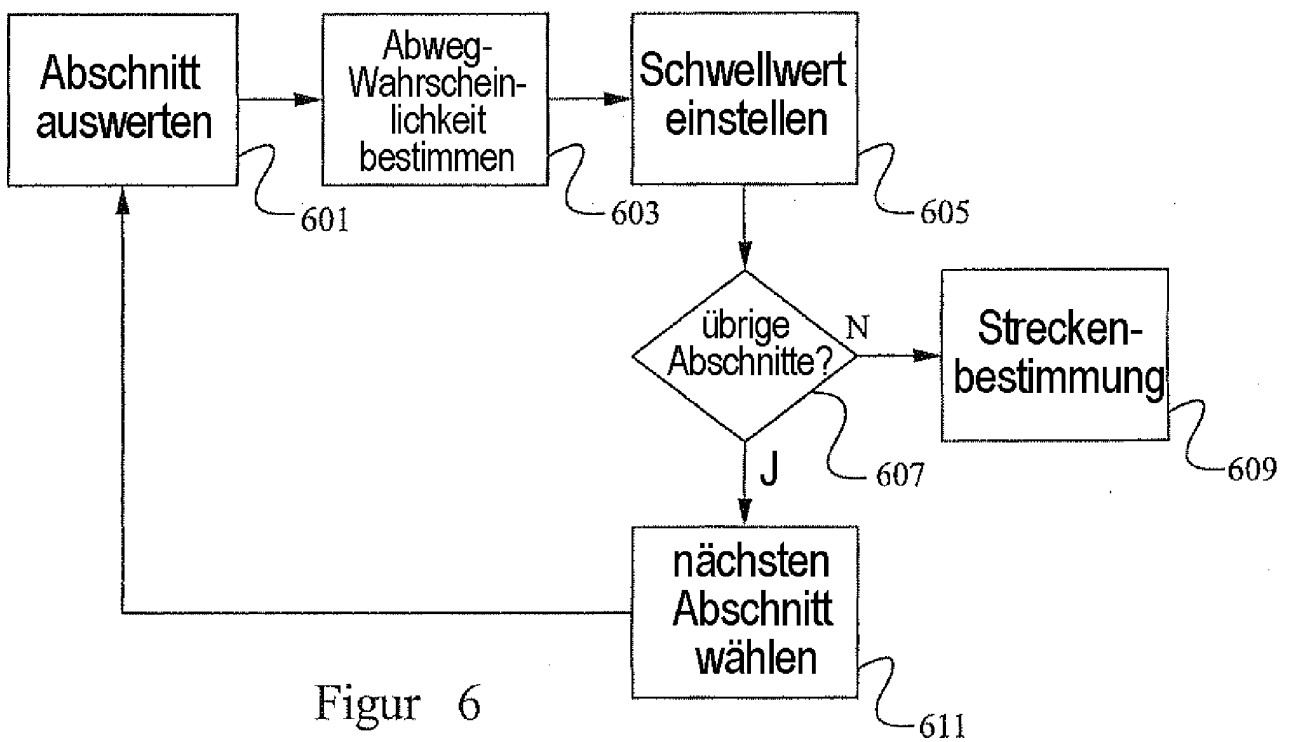 Abschnitt
auswerten
601
Abweg-
Wahrschein-
lichkeit
bestimmen
603
Schwellwert
einstellen
605
übrige
Abschnitte?
607
N
Strecken-
bestimmung
609
J
nächsten
Abschnitt
wählen
611
Figur 6